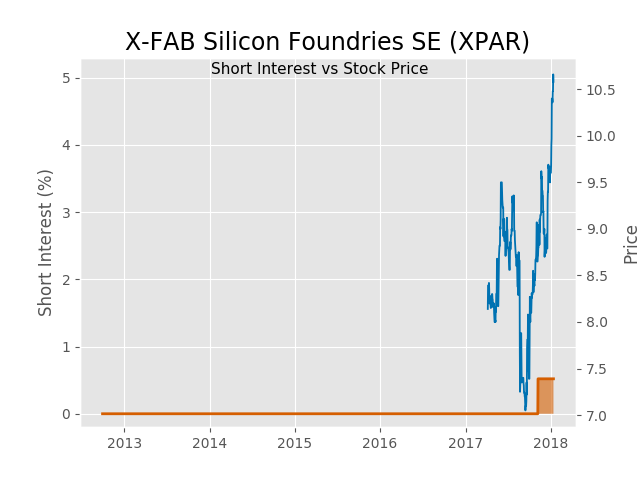 X-FAB Silicon Foundries SE (XPAR)
Short Interest vs Stock Price
Short Interest (%)
5
4
3
2
1
0
10.5
10.0
9.5
9.0
8.5
8.0
7.5
7.0
Price
2013 2014 2015 2016 2017 2018